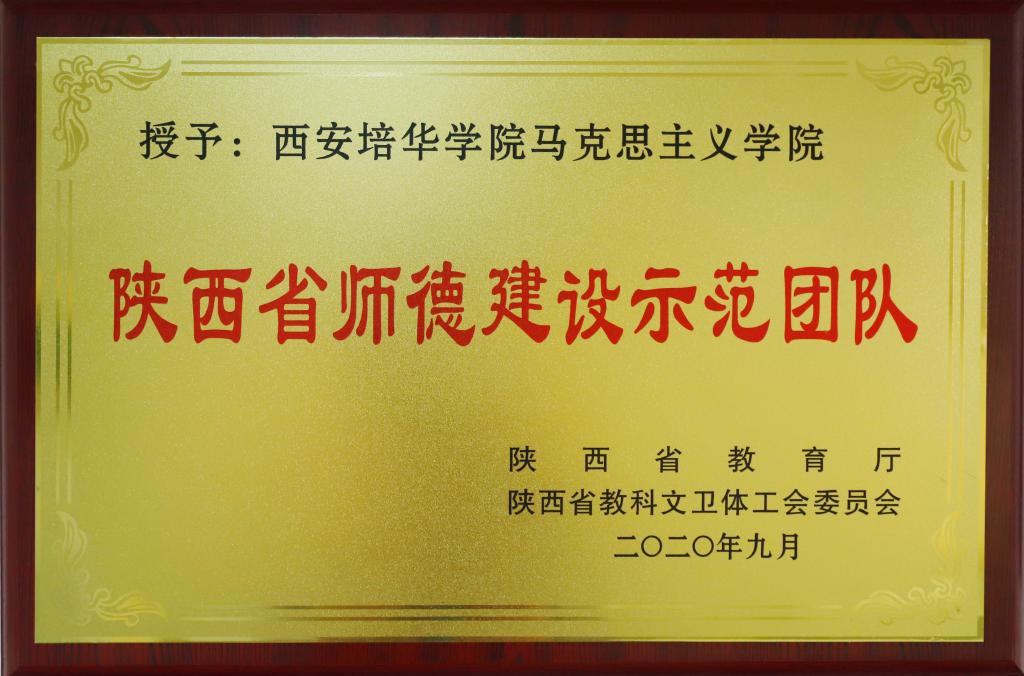 授予：西安培华学院马克思主义学院
陕西省师德建设示范团队
陕西省教育厅
陕西省教科文卫体工会委员会
二〇二〇年九月